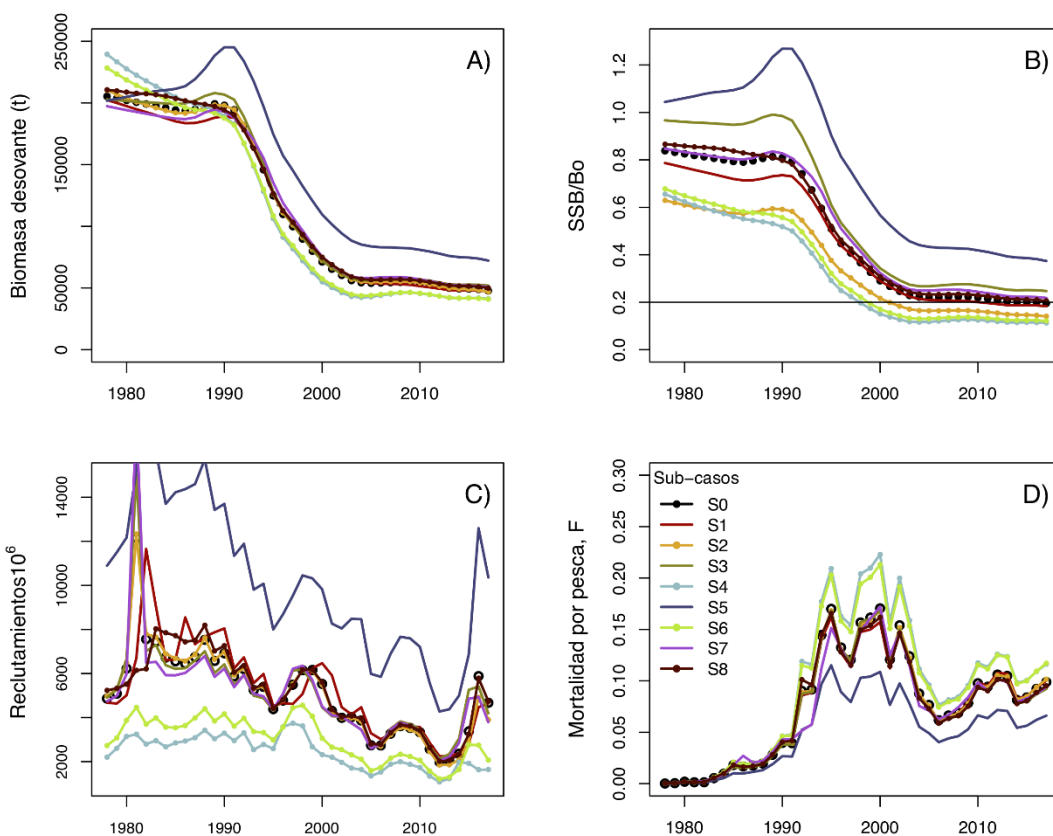 A)
Biomasa desovante (t)
0 50000 150000 250000
1980 1990 2000 2010
B)
SSB/Bo
0.0 0.2 0.4 0.6 0.8 1.0 1.2
1980 1990 2000 2010
C)
Reclutamientos10^6
2000 6000 10000 14000
1980 1990 2000 2010
D)
Mortalidad por pesca, F
0.00 0.05 0.10 0.15 0.20 0.25 0.30
Sub-casos
S0
S1
S2
S3
S4
S5
S6
S7
S8
1980 1990 2000 2010